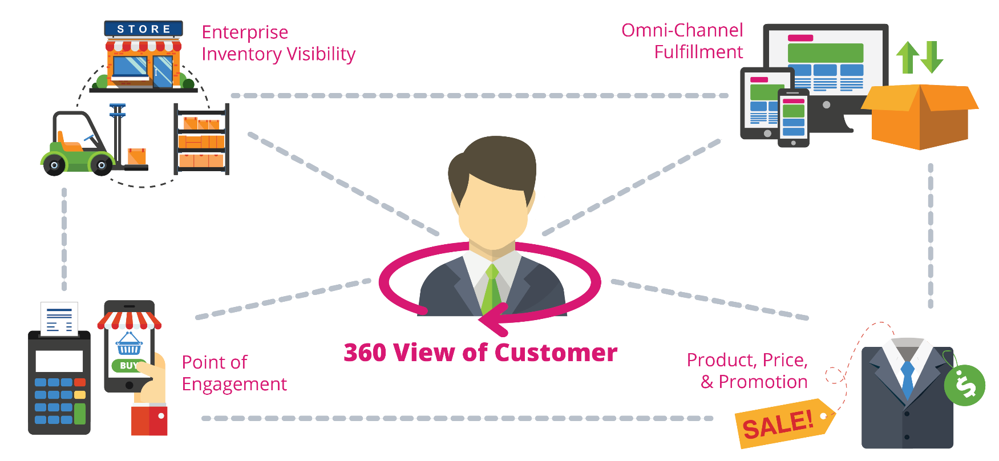 STORE
Enterprise
Inventory Visibility
Omni-Channel
Fulfillment
360 View of Customer
BUY
Point of
Engagement
Product, Price,
& Promotion
SALE!
$